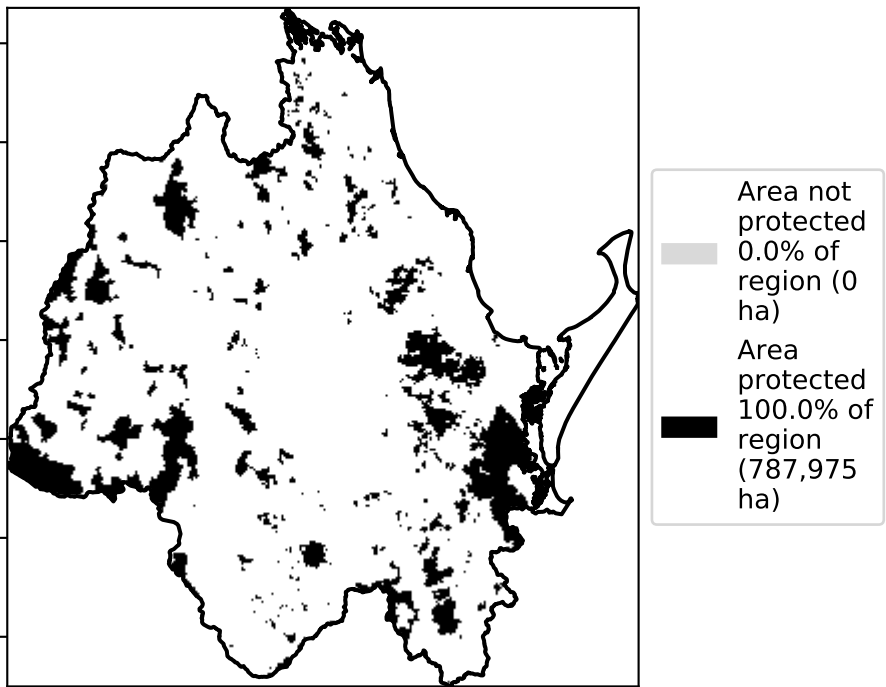 Area not
protected
0.0% of
region (0
ha)
Area
protected
100.0% of
region
(787,975
ha)